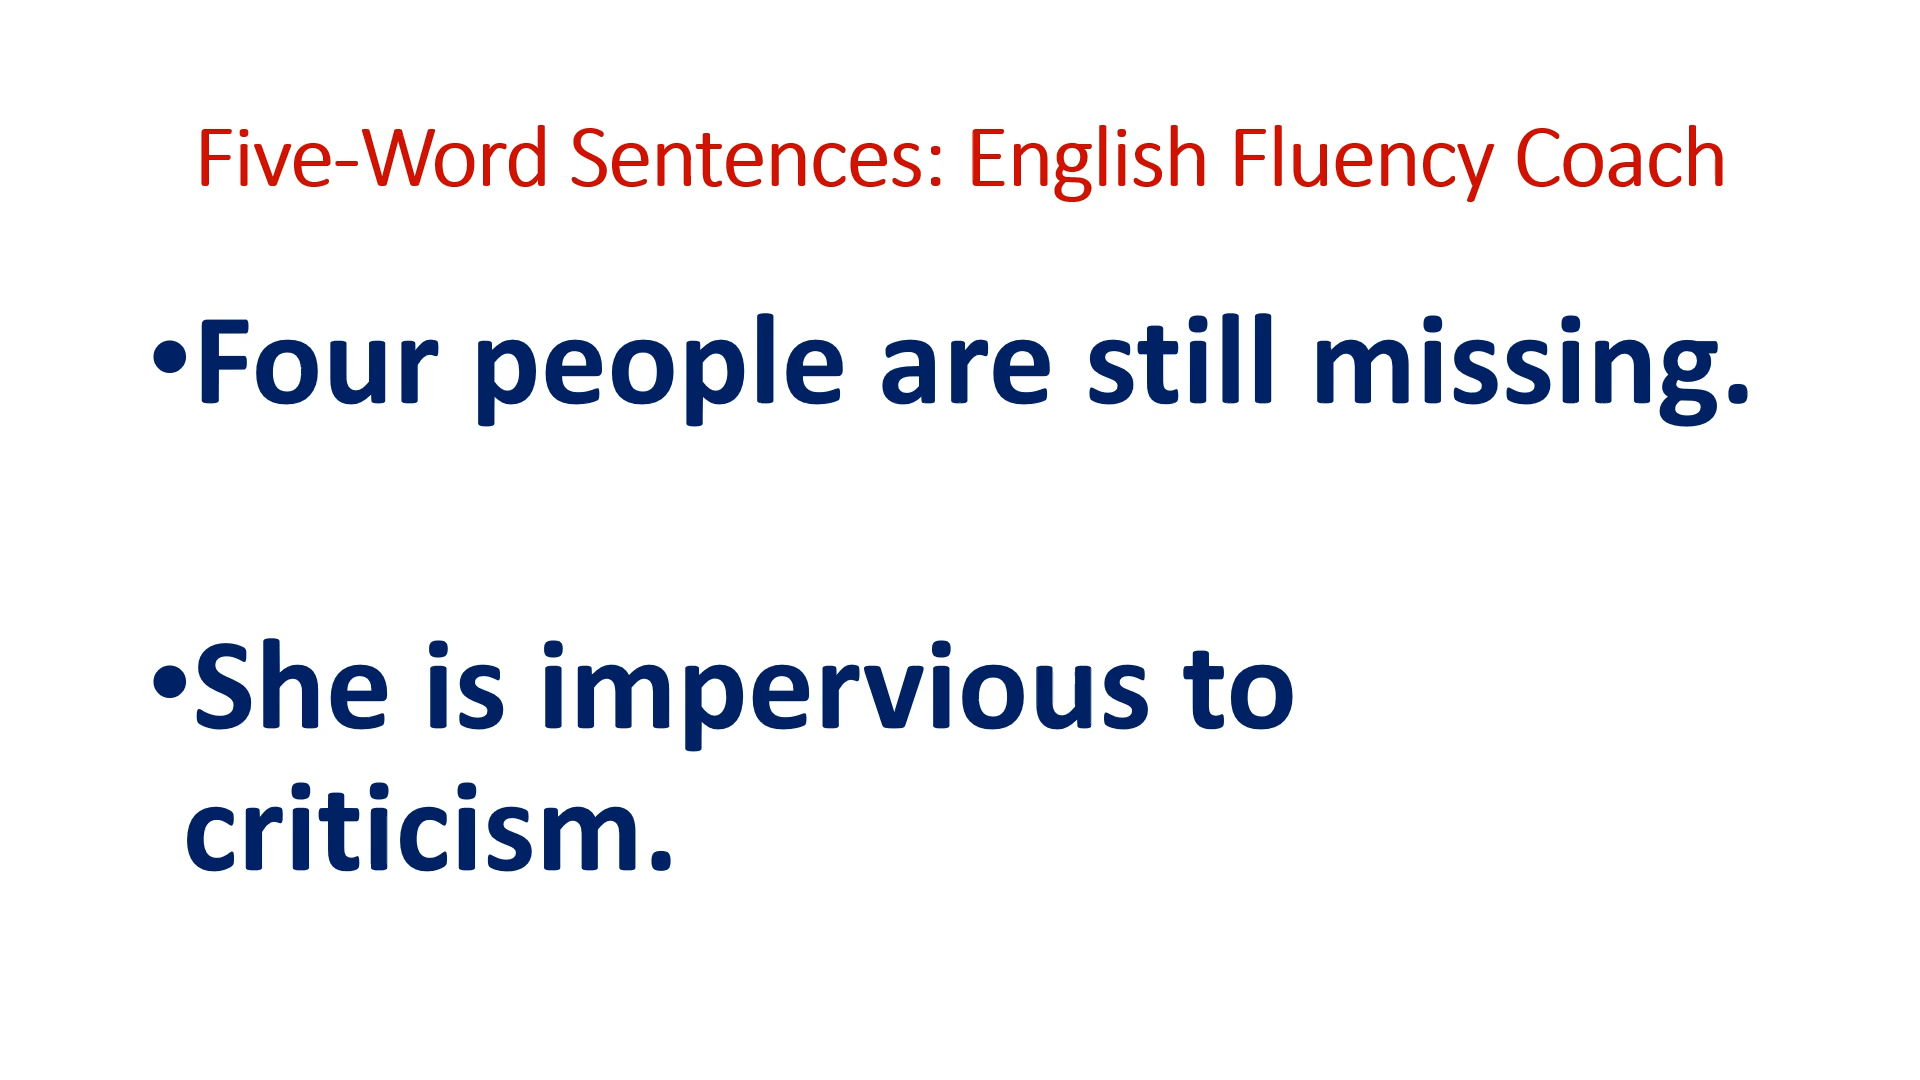 Five-Word Sentences: English Fluency Coach
•Four people are still missing.
•She is impervious to
criticism.